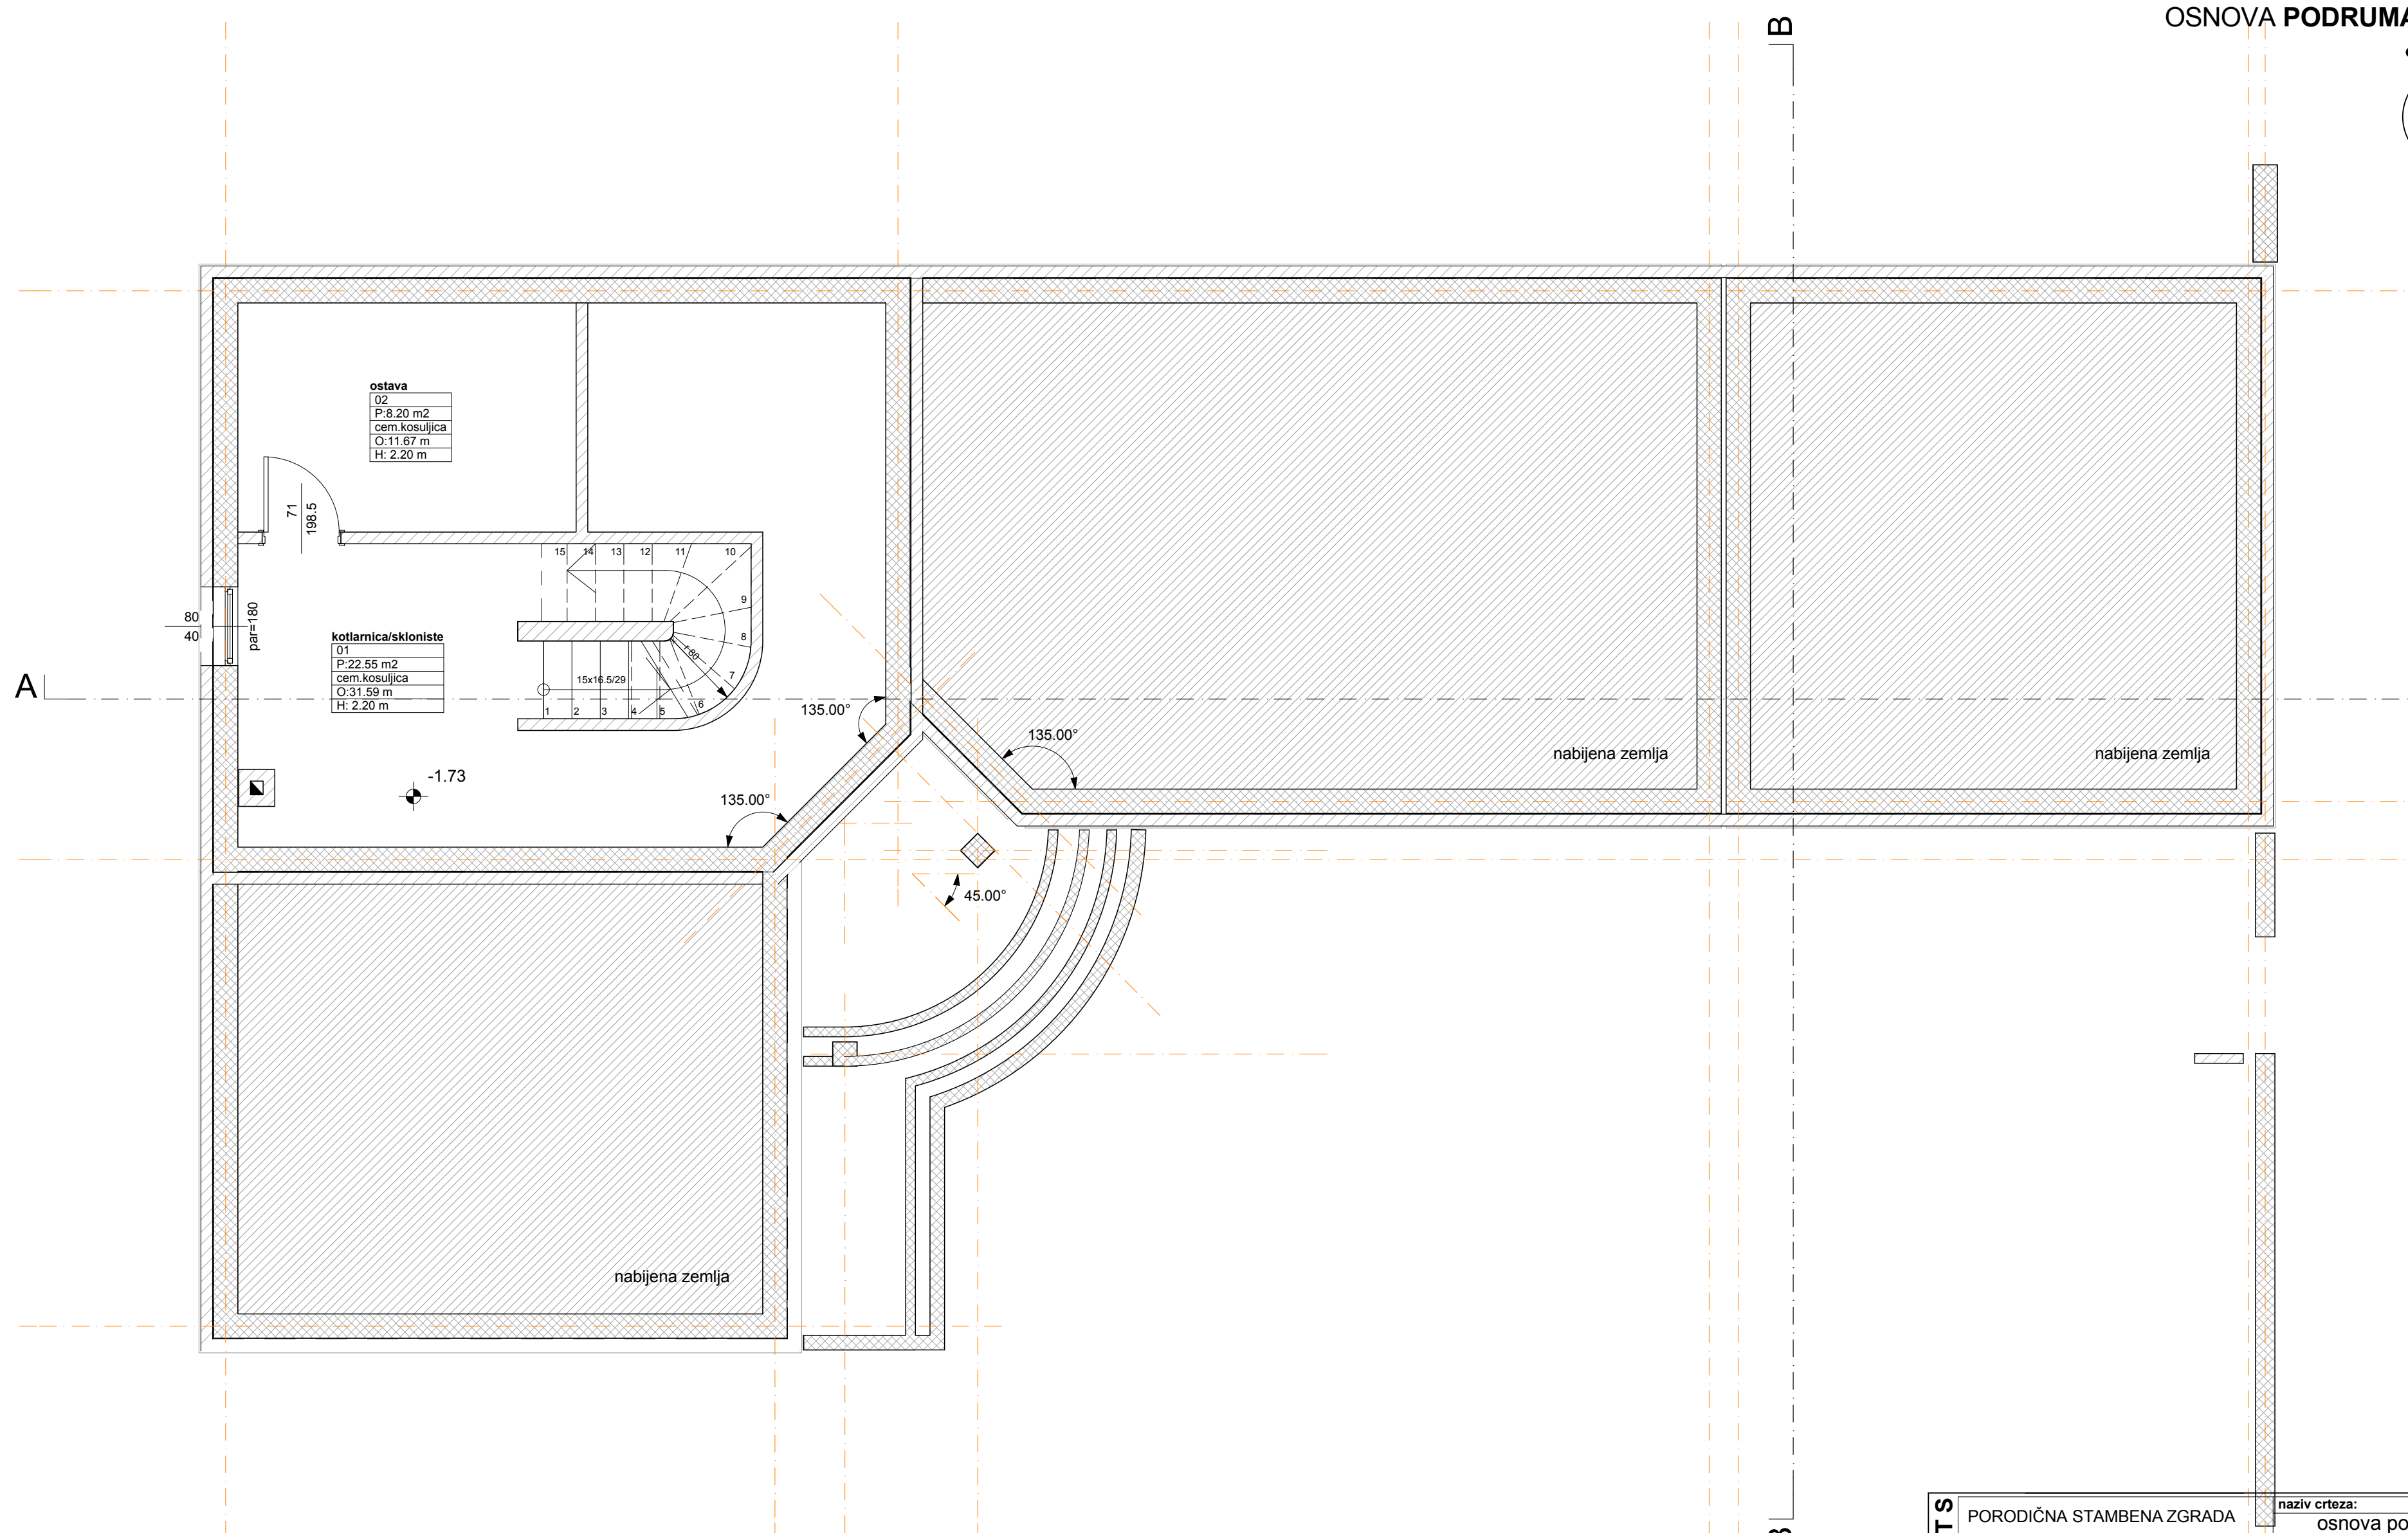 OSNOVA PODRUMA
B
ostava
02
P:8.20 m2
cem.kosuljica
O:11.67 m
H: 2.20 m
71
198.5
15 14 13 12 11 10
9
8
7
6
r-80
80
40
par=180
kotlarnica/skloniste
01
P:22.55 m2
cem.kosuljica
O:31.59 m
H: 2.20 m
15x16.5/29
1 2 3 4 5
A
135.00°
135.00°
nabijena zemlja
nabijena zemlja
-1.73
135.00°
45.00°
nabijena zemlja
PORODIČNA STAMBENA ZGRADA
naziv crteza: